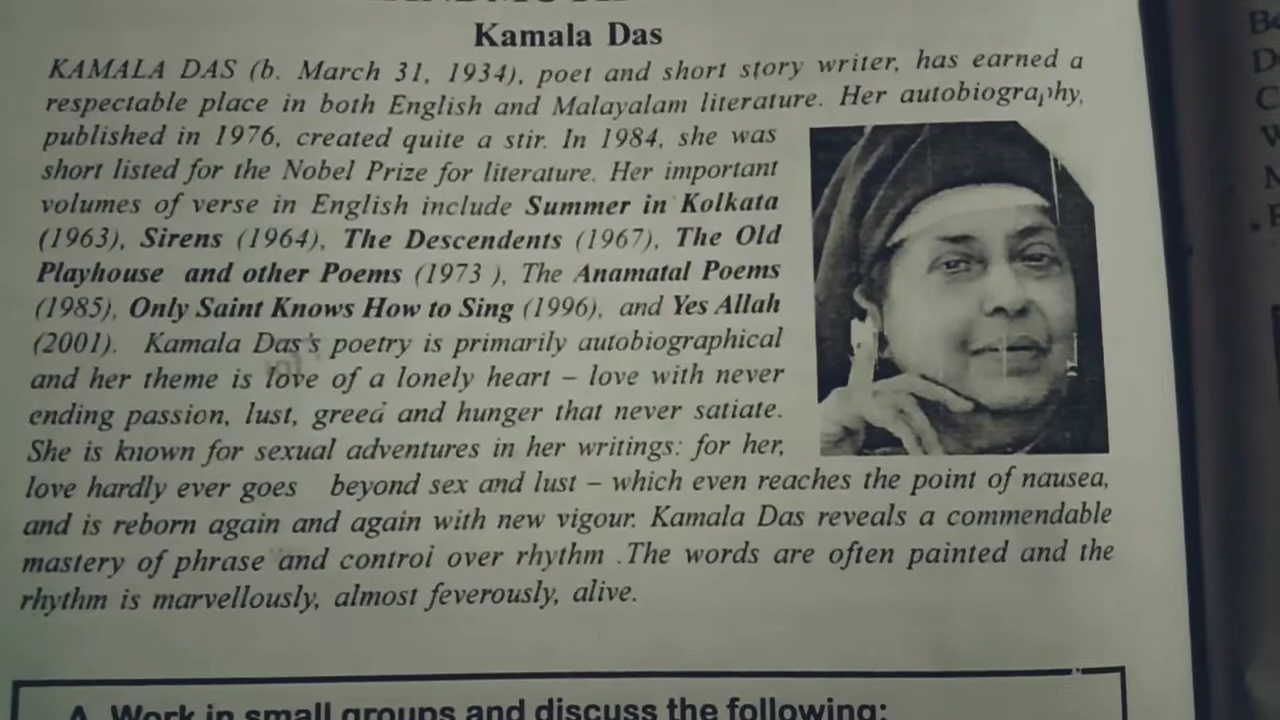 Kamala Das
KAMALA DAS (b. March 31, 1934), poet and short story writer, has earned a
respectable place in both English and Malayalam literature. Her autobiography,
published in 1976, created quite a stir. In 1984, she was
short listed for the Nobel Prize for literature. Her important
volumes of verse in English include Summer in Kolkata
(1963), Sirens (1964), The Descendents (1967), The Old
Playhouse and other Poems (1973 ), The Anamatal Poems
(1985), Only Saint Knows How to Sing (1996), and Yes Allah
(2001). Kamala Das's poetry is primarily autobiographical
and her theme is love of a lonely heart – love with never
ending passion, lust, greed and hunger that never satiate.
She is known for sexual adventures in her writings: for her,
love hardly ever goes beyond sex and lust – which even reaches the point of nausea,
and is reborn again and again with new vigour. Kamala Das reveals a commendable
mastery of phrase and control over rhythm .The words are often painted and the
rhythm is marvellously, almost feverously, alive.
A. Work in small groups and discuss the following: